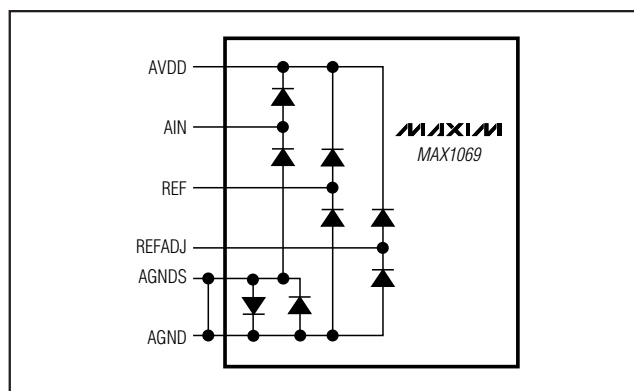 AVDD
MAXIM
AIN
MAX1069
REF
REFADJ
AGNDS
AGND